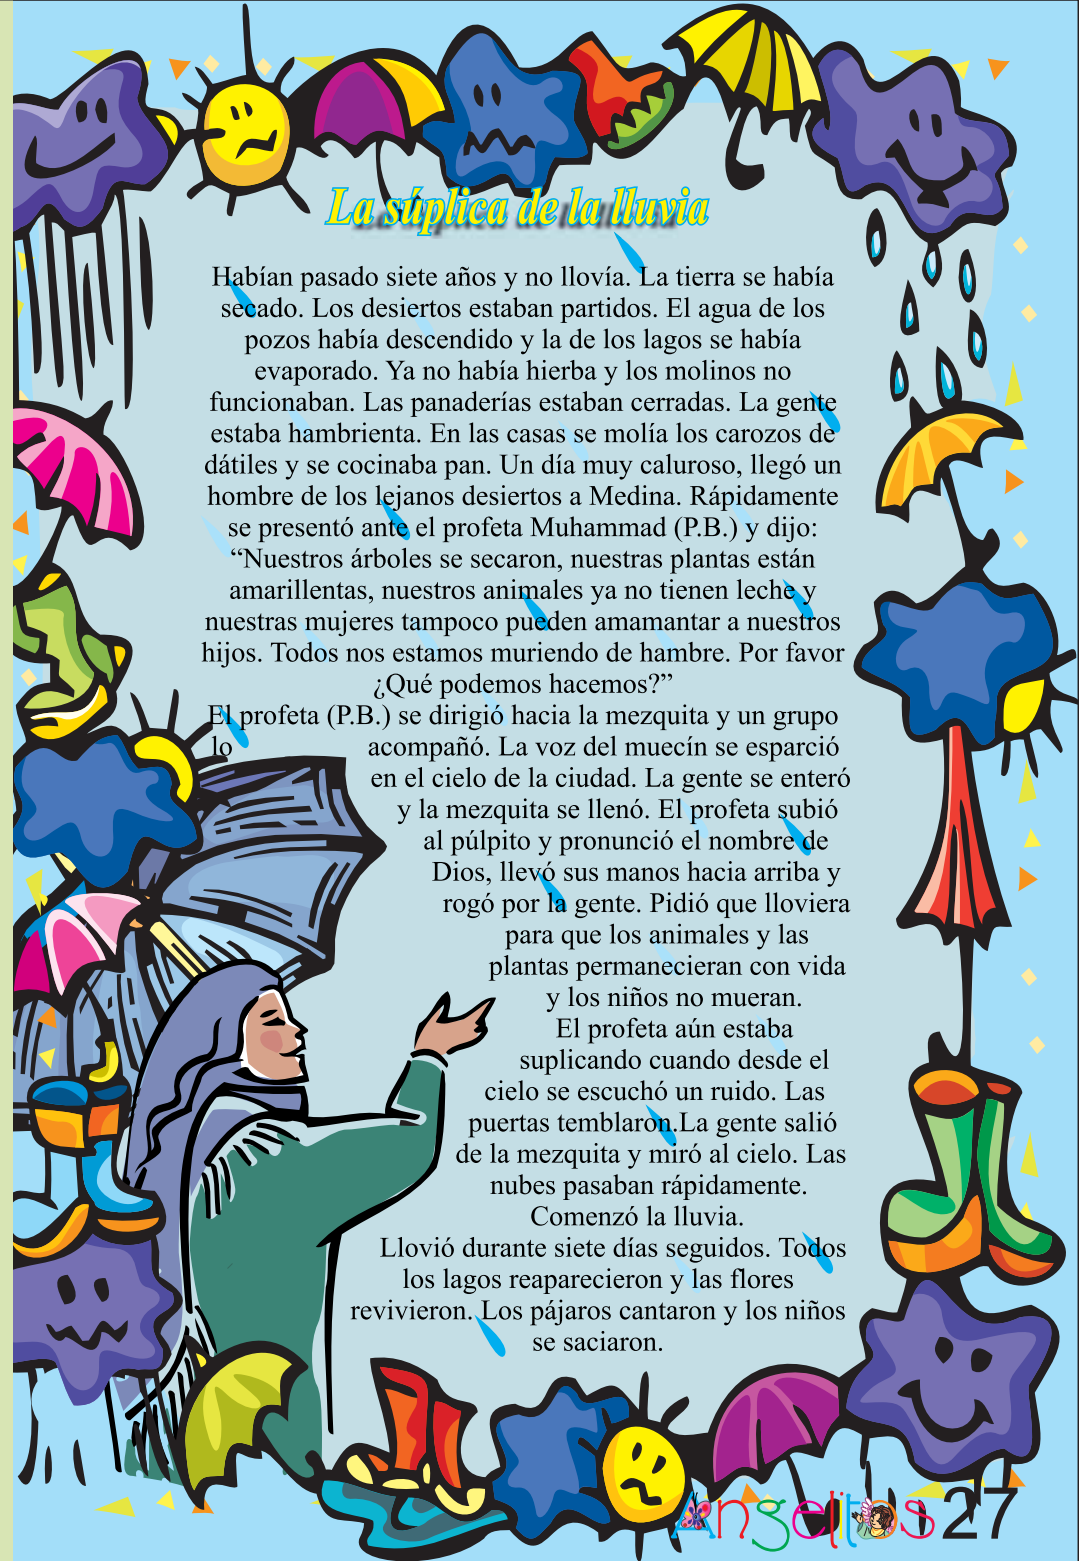 La súplica de la lluvia
Habían pasado siete años y no llovía. La tierra se había
secado. Los desiertos estaban partidos. El agua de los
pozos había descendido y la de los lagos se había
evaporado. Ya no había hierba y los molinos no
funcionaban. Las panaderías estaban cerradas. La gente
estaba hambrienta. En las casas se molía los carozos de
dátiles y se cocinaba pan. Un día muy caluroso, llegó un
hombre de los lejanos desiertos a Medina. Rápidamente
se presentó ante el profeta Muhammad (P.B.) y dijo:
“Nuestros árboles se secaron, nuestras plantas están
amarillentas, nuestros animales ya no tienen leche y
nuestras mujeres tampoco pueden amamantar a nuestros
hijos. Todos nos estamos muriendo de hambre. Por favor
¿Qué podemos hacemos?”
El profeta (P.B.) se dirigió hacia la mezquita y un grupo
lo acompañó. La voz del muecín se esparció
en el cielo de la ciudad. La gente se enteró
y la mezquita se llenó. El profeta subió
al púlpito y pronunció el nombre de
Dios, llevó sus manos hacia arriba y
rogó por la gente. Pidió que lloviera
para que los animales y las
plantas permanecieran con vida
y los niños no mueran.
El profeta aún estaba
suplicando cuando desde el
cielo se escuchó un ruido. Las
puertas temblaron.La gente salió
de la mezquita y miró al cielo. Las
nubes pasaban rápidamente.
Comenzó la lluvia.
Llovió durante siete días seguidos. Todos
los lagos reaparecieron y las flores
revivieron. Los pájaros cantaron y los niños
se saciaron.
Angelitos 27